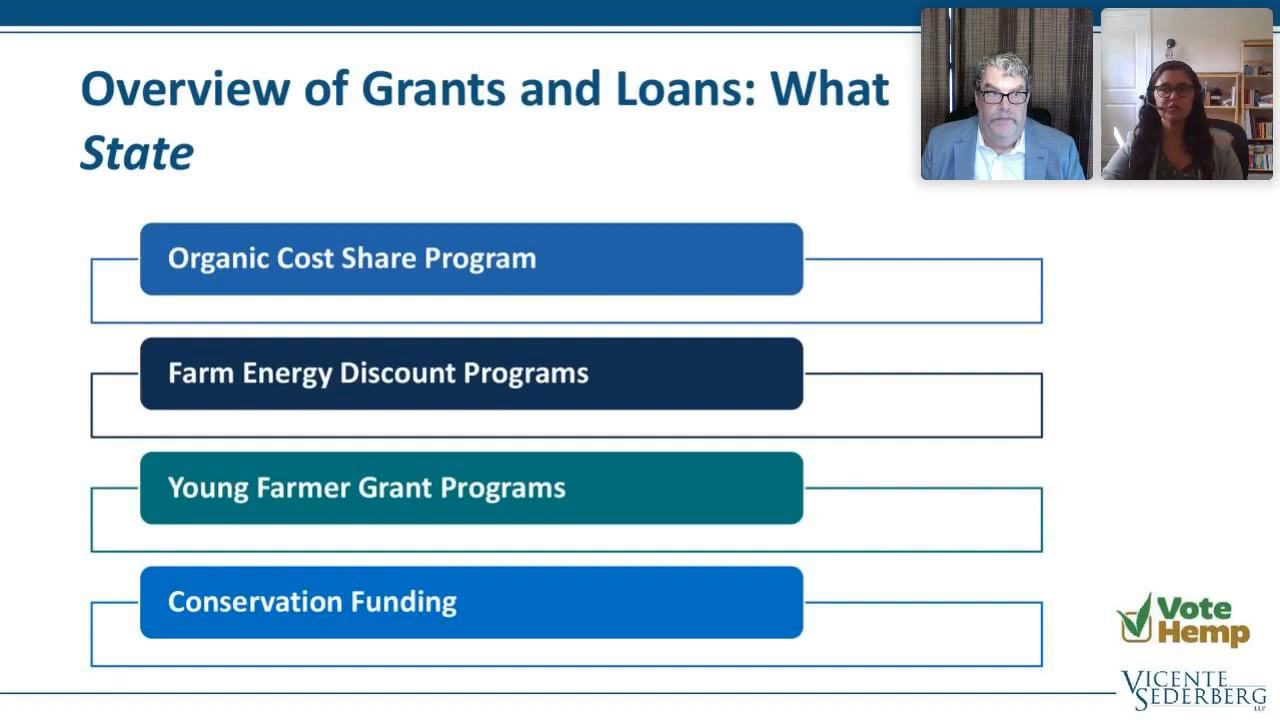 Overview of Grants and Loans: What
State
Organic Cost Share Program
Farm Energy Discount Programs
Young Farmer Grant Programs
Conservation Funding
Vote
Hemp
VICENTE
SEDERBERG
LLP